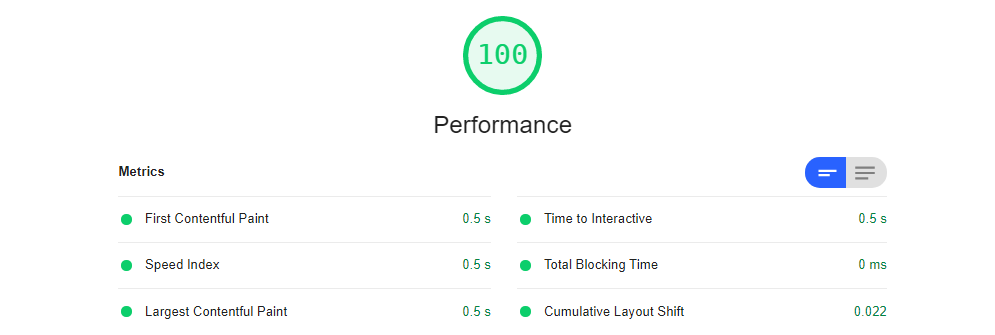 100
Performance
Metrics
First Contentful Paint 0.5 s
Time to Interactive 0.5 s
Speed Index 0.5 s
Total Blocking Time 0 ms
Largest Contentful Paint 0.5 s
Cumulative Layout Shift 0.022